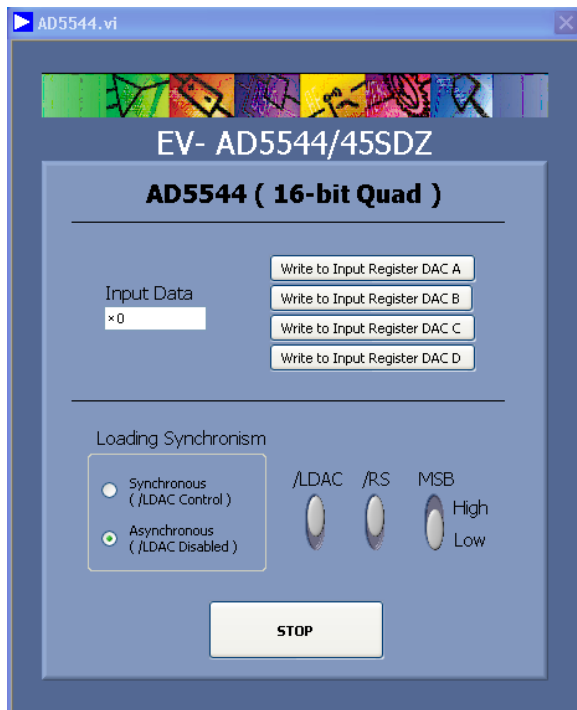 AD5544.vi
EV- AD5544/45SDZ
AD5544 ( 16-bit Quad )
Input Data
×0
Write to Input Register DAC A
Write to Input Register DAC B
Write to Input Register DAC C
Write to Input Register DAC D
Loading Synchronism
Synchronous
( /LDAC Control )
Asynchronous
( /LDAC Disabled )
/LDAC /RS MSB
High
Low
STOP